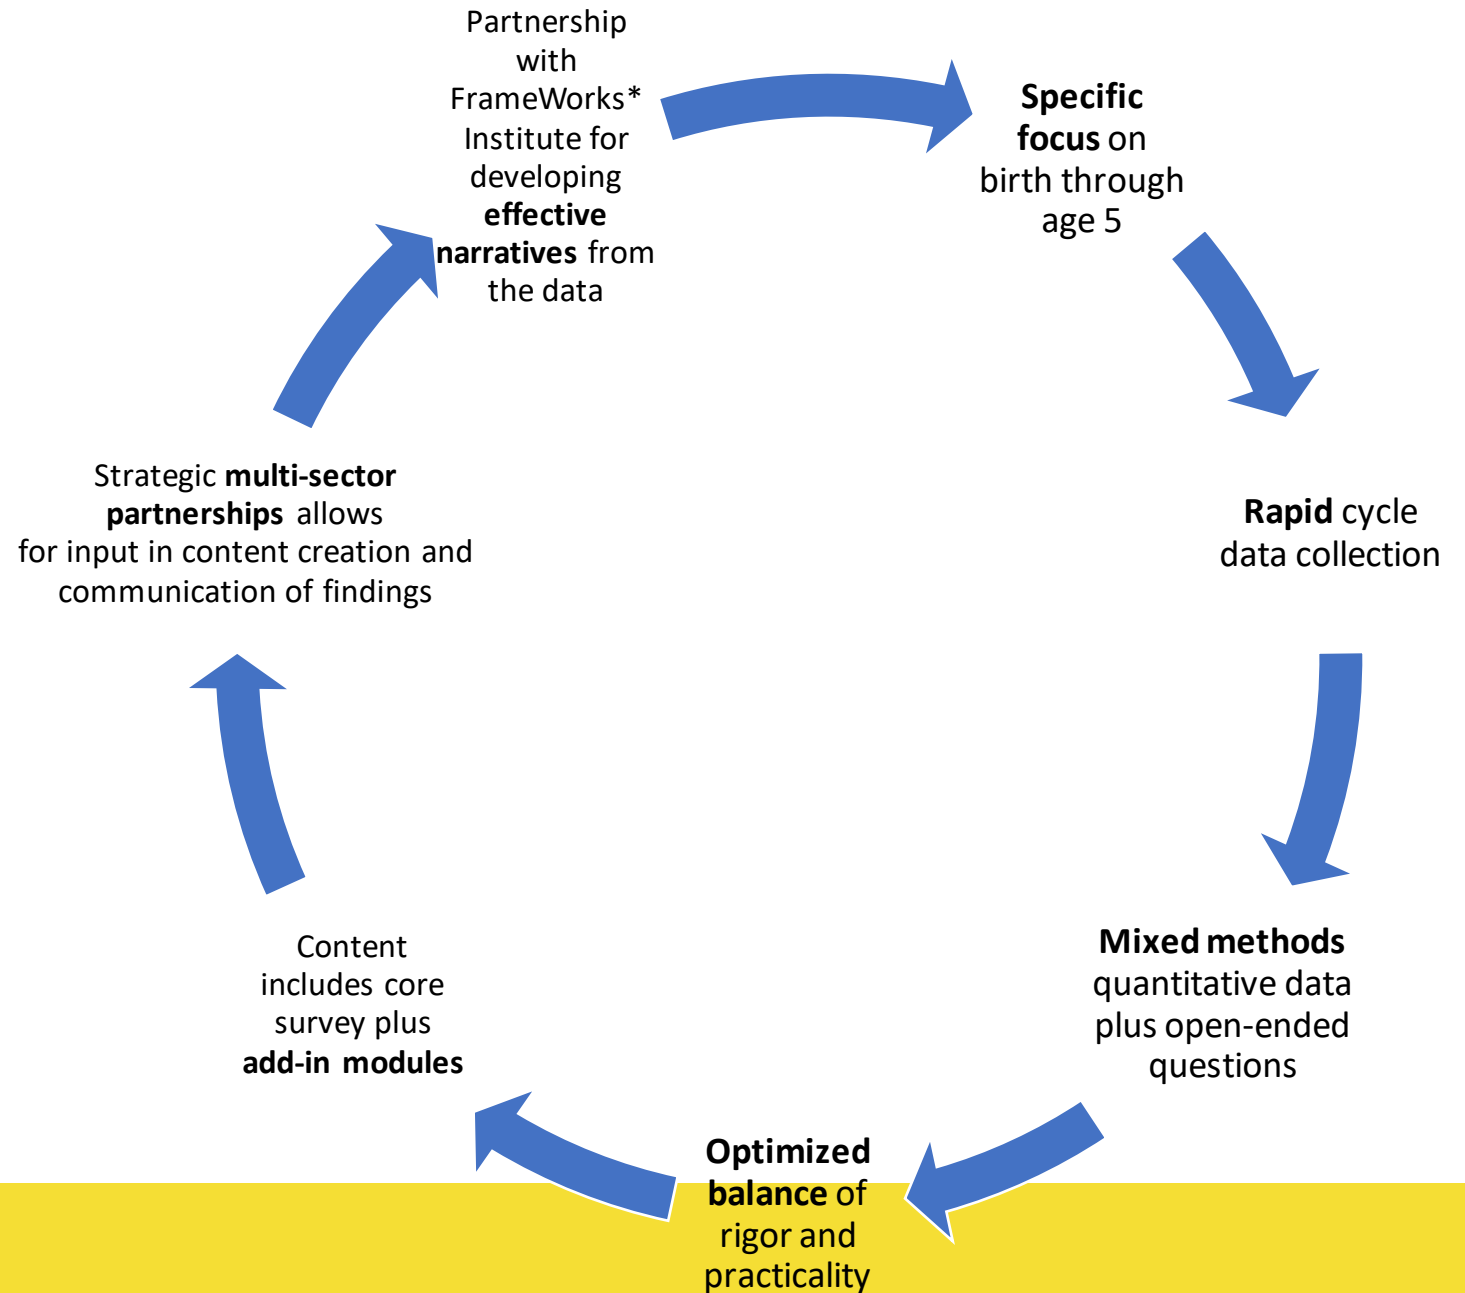 Partnership
with
FrameWorks*
Institute for
developing
effective
narratives from
the data
Specific
focus on
birth through
age 5
Rapid cycle
data collection
Mixed methods
quantitative data
plus open-ended
questions
Optimized
balance of
rigor and
practicality
Content
includes core
survey plus
add-in modules
Strategic multi-sector
partnerships allows
for input in content creation and
communication of findings